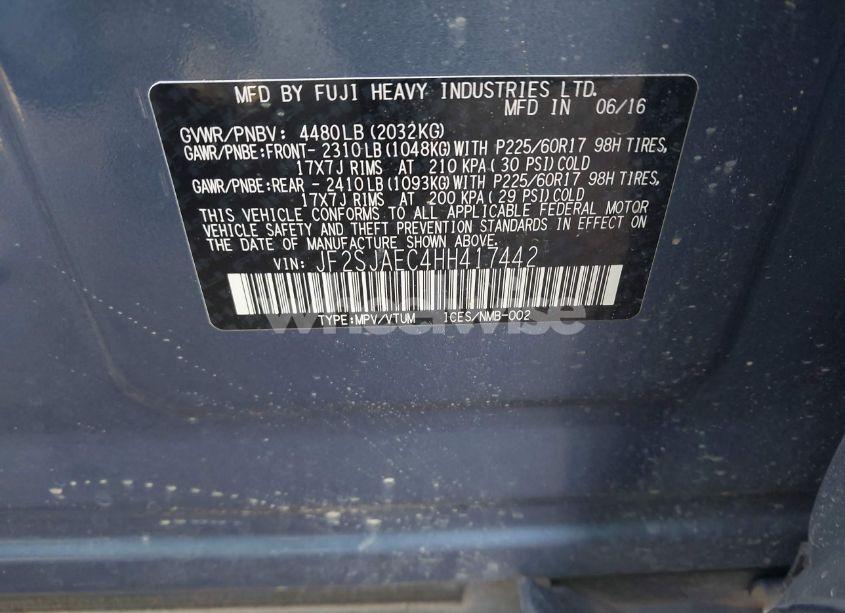 MFD BY FUJI HEAVY INDUSTRIES LTD.
MFD IN 06/16
GVWR/PNBV: 4480LB (2032KG)
GAWR/PNBE:FRONT- 2310LB (1048KG) WITH P225/60R17 98H TIRES,
17X7J RIMS AT 210 KPA( 30 PSI) COLD
GAWR/PNBE:REAR - 2410LB (1093KG) WITH P225/60R17 98H TIRES,
17X7J RIMS AT 200 KPA( 29 PSI) COLD
THIS VEHICLE CONFORMS TO ALL APPLICABLE FEDERAL MOTOR
VEHICLE SAFETY AND THEFT PREVENTION STANDARDS IN EFFECT ON
THE DATE OF MANUFACTURE SHOWN ABOVE.
VIN: JF2SJAEC4HH417442
wheelwise
TYPE:MPV/VTUM ICES/NMB-002